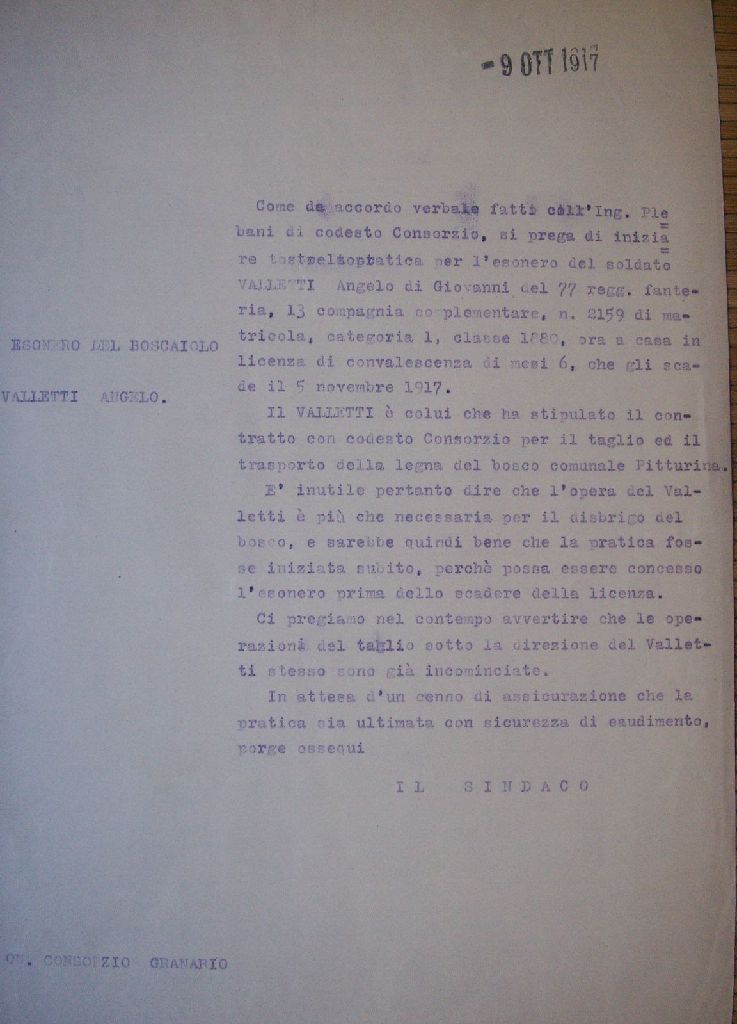 - 9 OTT 1917
Come da accordo verbale fatti coll'Ing. Ple
bani di codesto Consorzio, si prega di inizia
re pratica per l'esonero del soldato
VALLETTI Angelo di Giovanni del 77 regg. fante-
ria, 13 compagnia complementare, n. 2159 di ma-
tricola, categoria 1, classe 1880, ora a casa in
licenza di convalescenza di mesi 6, che gli sca-
de il 5 novembre 1917.
ESONERO DEL BOSCAIOLO
VALLETTI ANGELO.
Il VALLETTI è colui che ha stipulato il con-
tratto con codesto Consorzio per il taglio ed il
trasporto della legna del bosco comunale Pitturina.
E' inutile pertanto dire che l'opera del Val-
letti è più che necessaria per il disbrigo del
bosco, e sarebbe quindi bene che la pratica fos-
se iniziata subito, perchè possa essere concesso
l'esonero prima dello scadere della licenza.
Ci pregiamo nel contempo avvertire che le ope-
razioni del taglio sotto la direzione del Vallet-
ti stesso sono già incominciate.
In attesa d'un cenno di assicurazione che la
pratica sia ultimata con sicurezza di esaudimento,
porge ossequi
IL SINDACO
ON. CONSORZIO GRANARIO